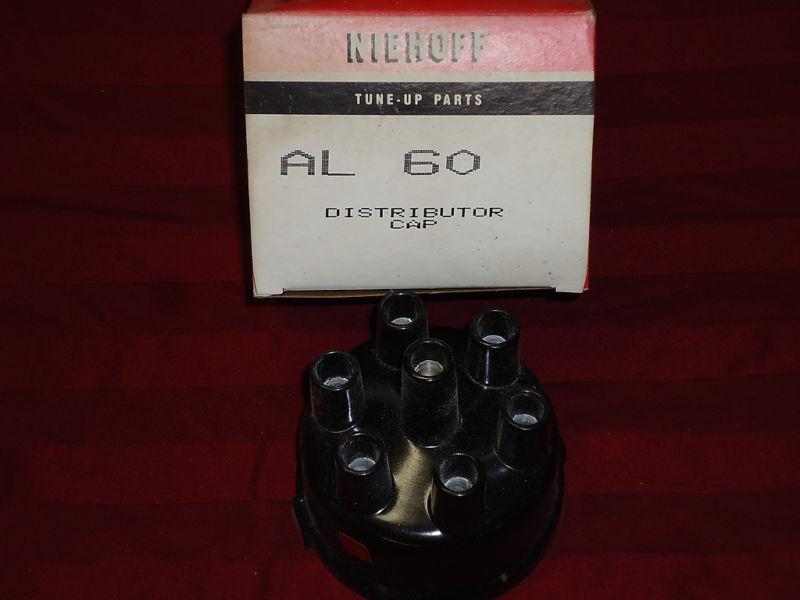 NIEHOFF
TUNE-UP PARTS
AL 60
DISTRIBUTOR
CAP